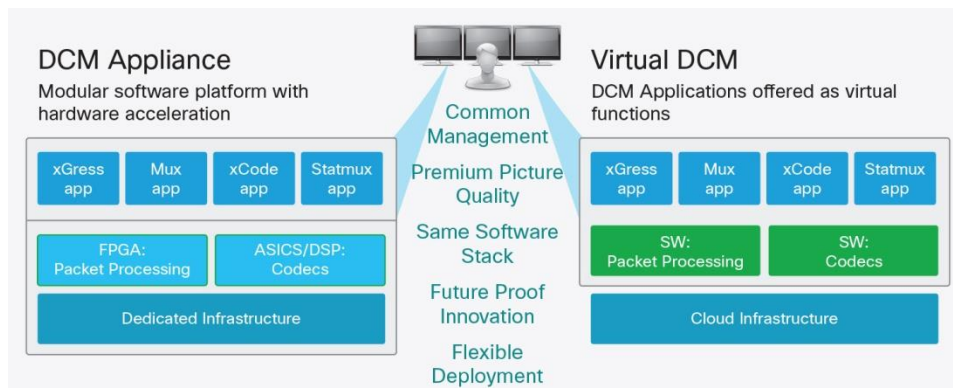 DCM Appliance
Modular software platform with
hardware acceleration
xGress
app
Mux
app
xCode
app
Statmux
app
FPGA:
Packet Processing
ASICS/DSP:
Codecs
Dedicated Infrastructure
Common
Management
Premium Picture
Quality
Same Software
Stack
Future Proof
Innovation
Flexible
Deployment
Virtual DCM
DCM Applications offered as virtual
functions
xGress
app
Mux
app
xCode
app
Statmux
app
SW:
Packet Processing
SW:
Codecs
Cloud Infrastructure